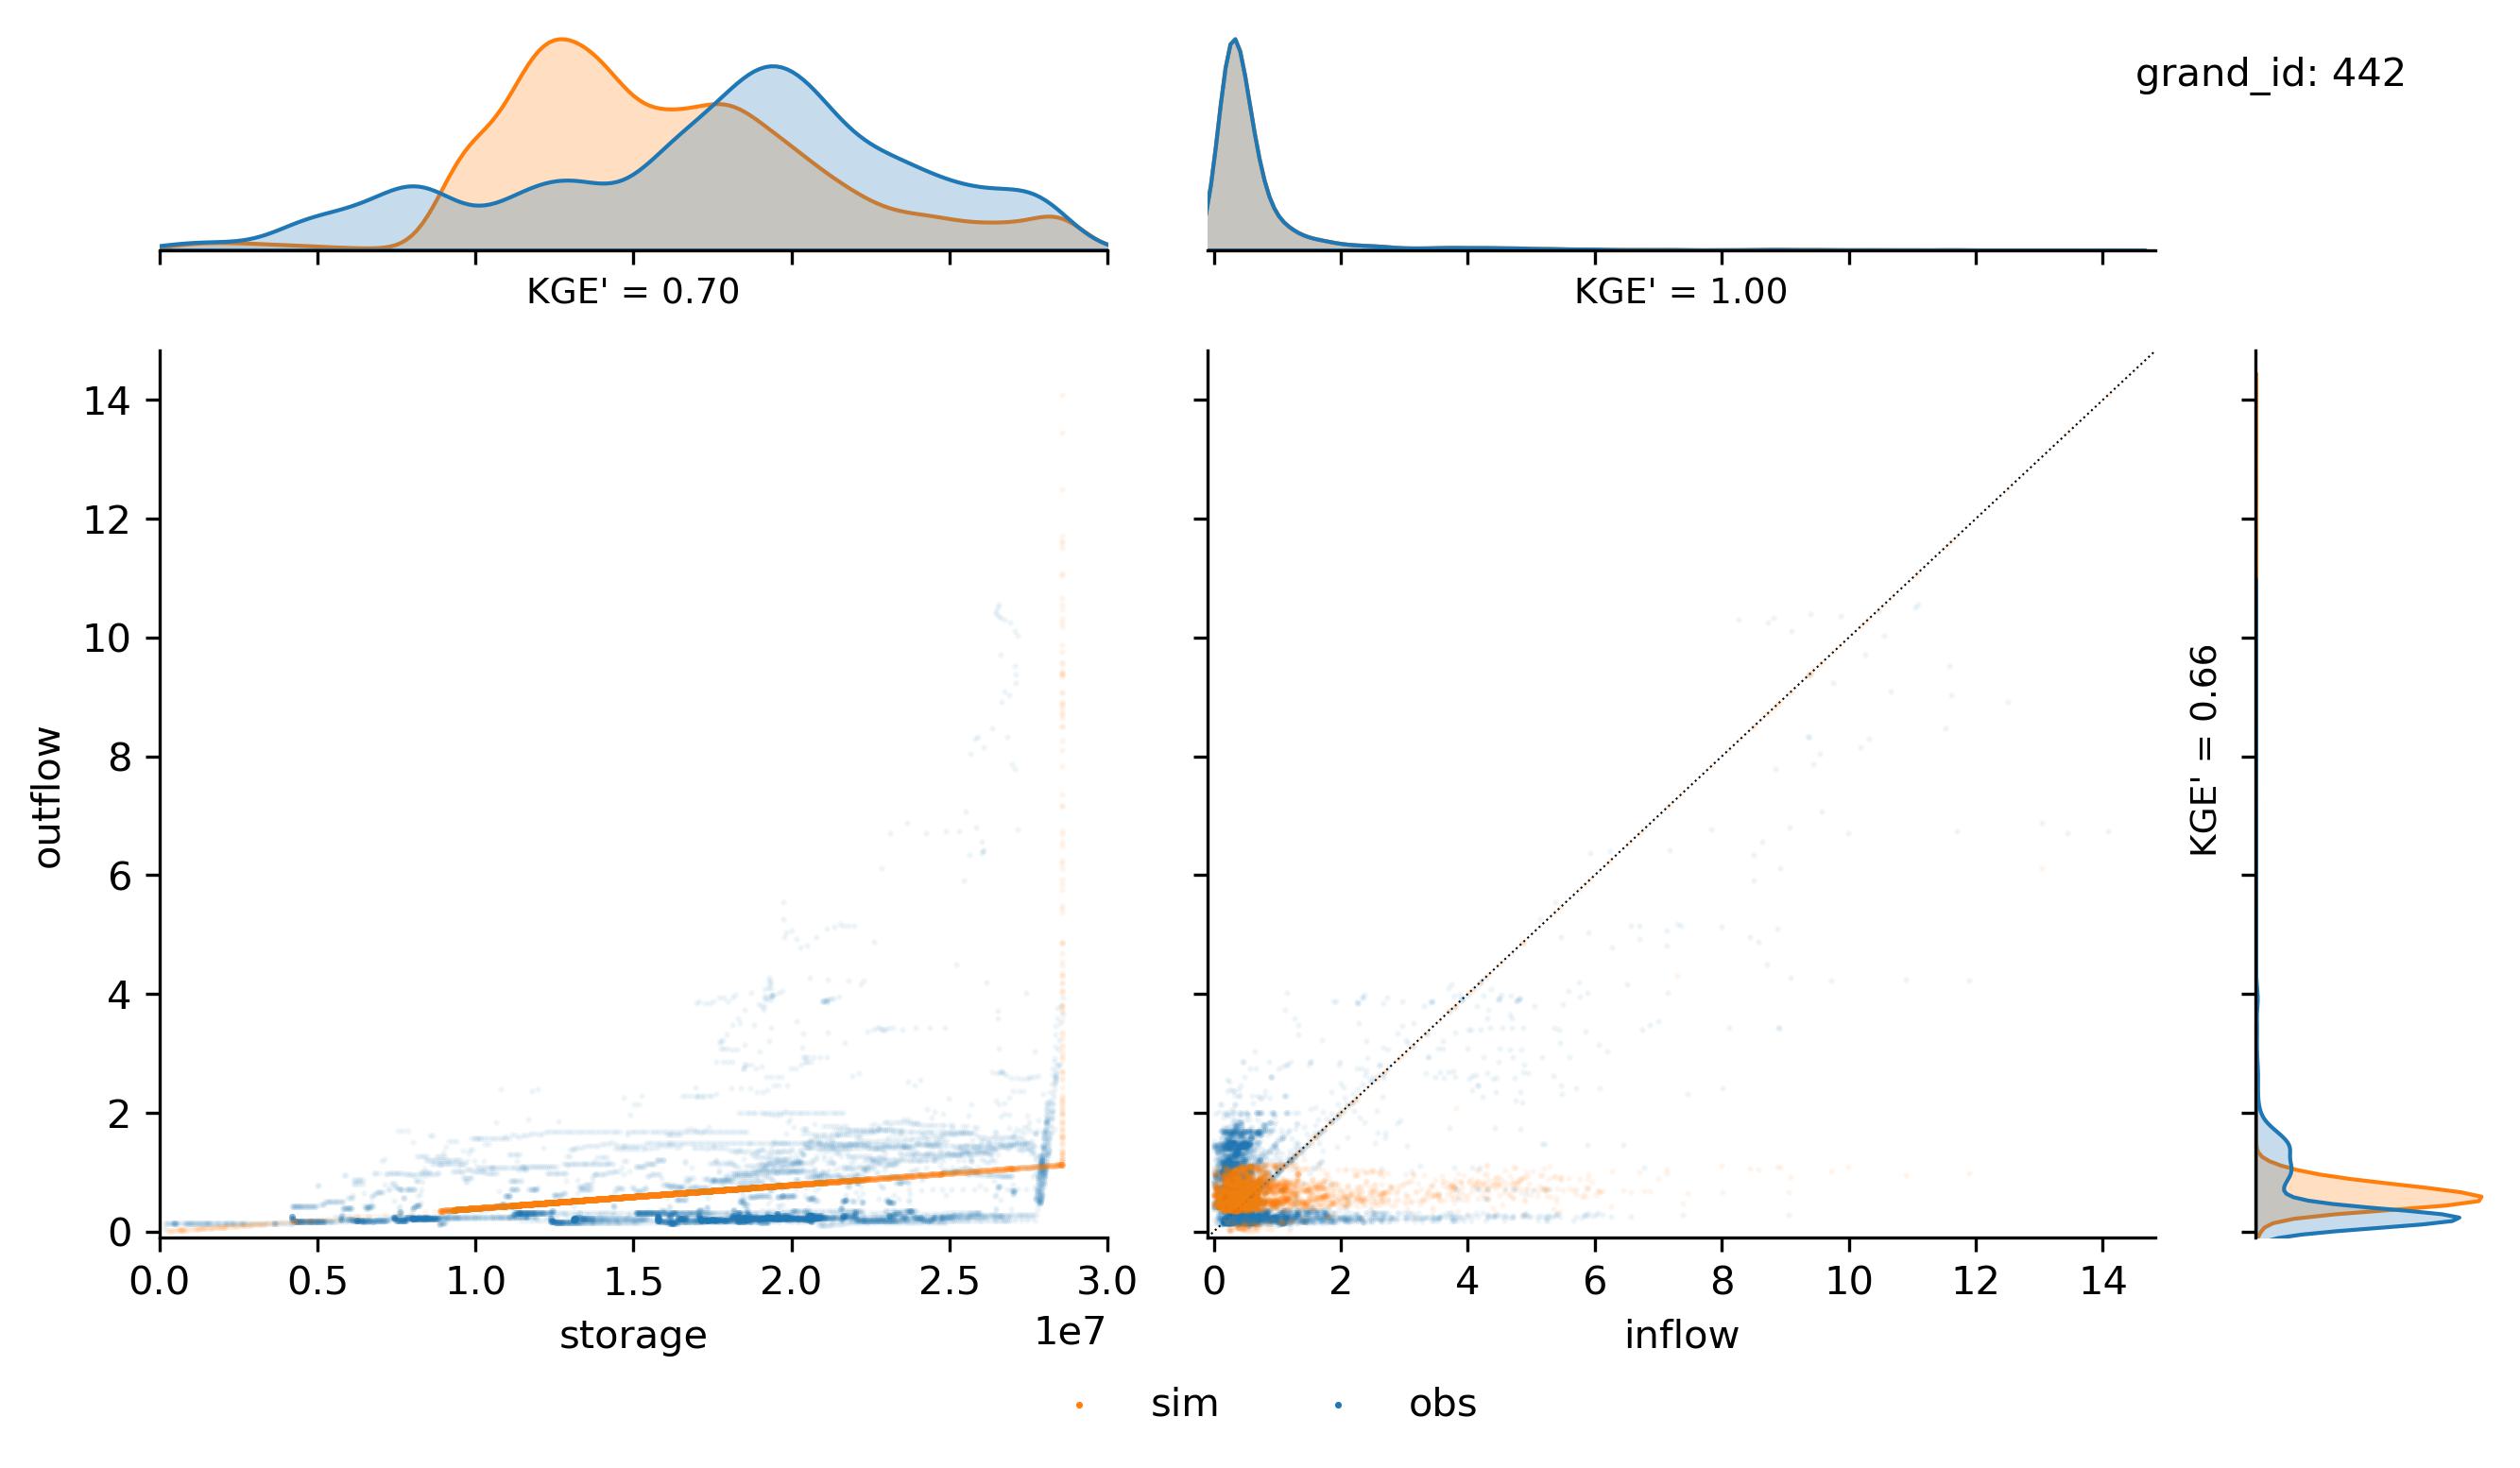 grand_id: 442
KGE' = 0.70
KGE' = 1.00
14
12
10
8
6
4
2
0
outflow
KGE' = 0.66
0.0 0.5 1.0 1.5 2.0 2.5 3.0
1e7
storage
0 2 4 6 8 10 12 14
inflow
sim obs